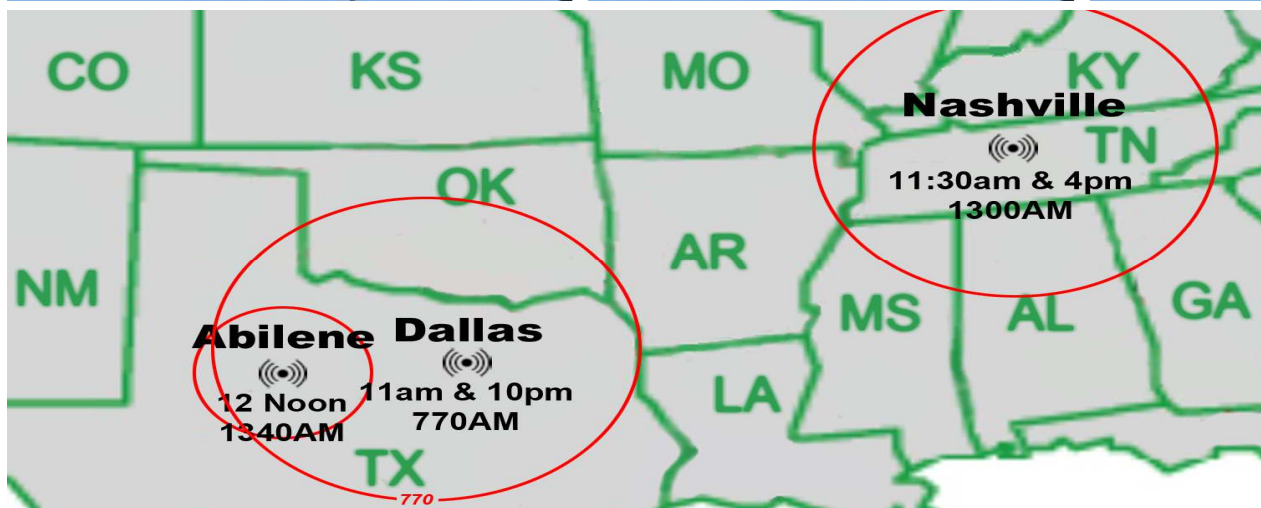 CO
KS
MO
KY
Nashville
TN
11:30am & 4pm
1300AM
OK
AR
NM
MS
AL
GA
Abilene
12 Noon
1340AM
Dallas
11am & 10pm
770AM
LA
TX
770